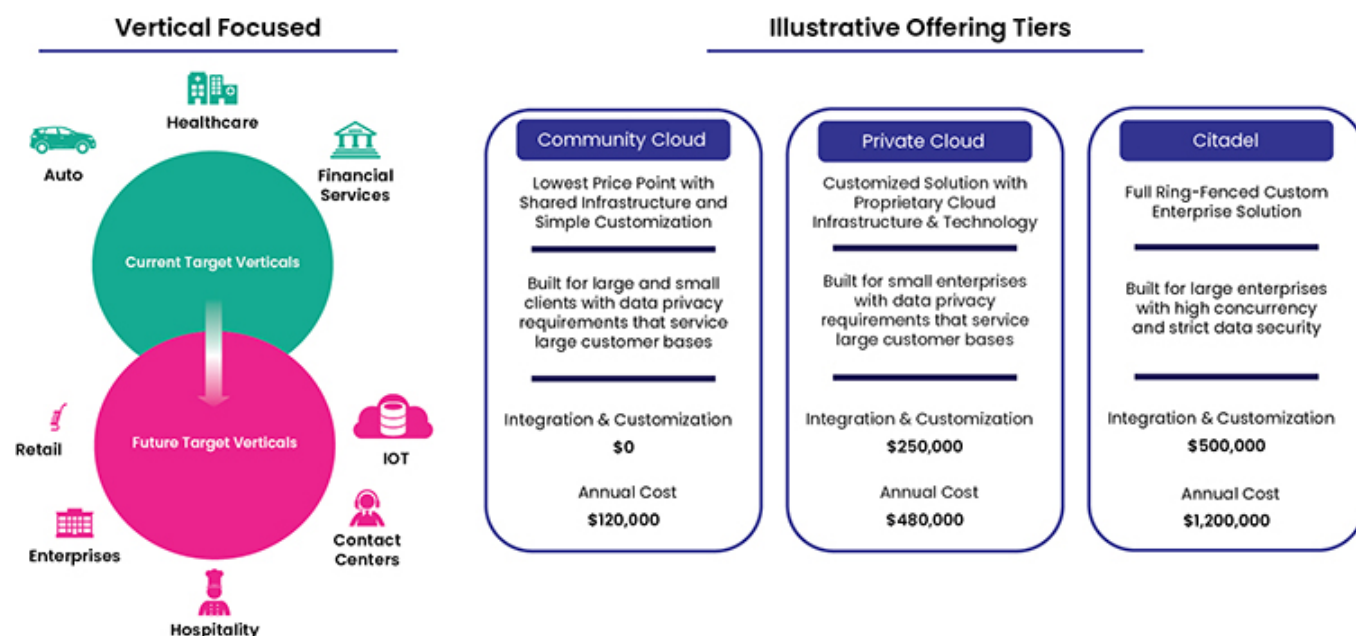 Vertical Focused
Healthcare
Auto
Financial
Services
Current Target Verticals
Future Target Verticals
Retail
IOT
Enterprises
Contact
Centers
Hospitality
Illustrative Offering Tiers
Community Cloud
Lowest Price Point with
Shared Infrastructure and
Simple Customization
Built for large and small
clients with data privacy
requirements that service
large customer bases
Integration & Customization
$0
Annual Cost
$120,000
Private Cloud
Customized Solution with
Proprietary Cloud
Infrastructure & Technology
Built for small enterprises
with data privacy
requirements that service
large customer bases
Integration & Customization
$250,000
Annual Cost
$480,000
Citadel
Full Ring-Fenced Custom
Enterprise Solution
Built for large enterprises
with high concurrency
and strict data security
Integration & Customization
$500,000
Annual Cost
$1,200,000